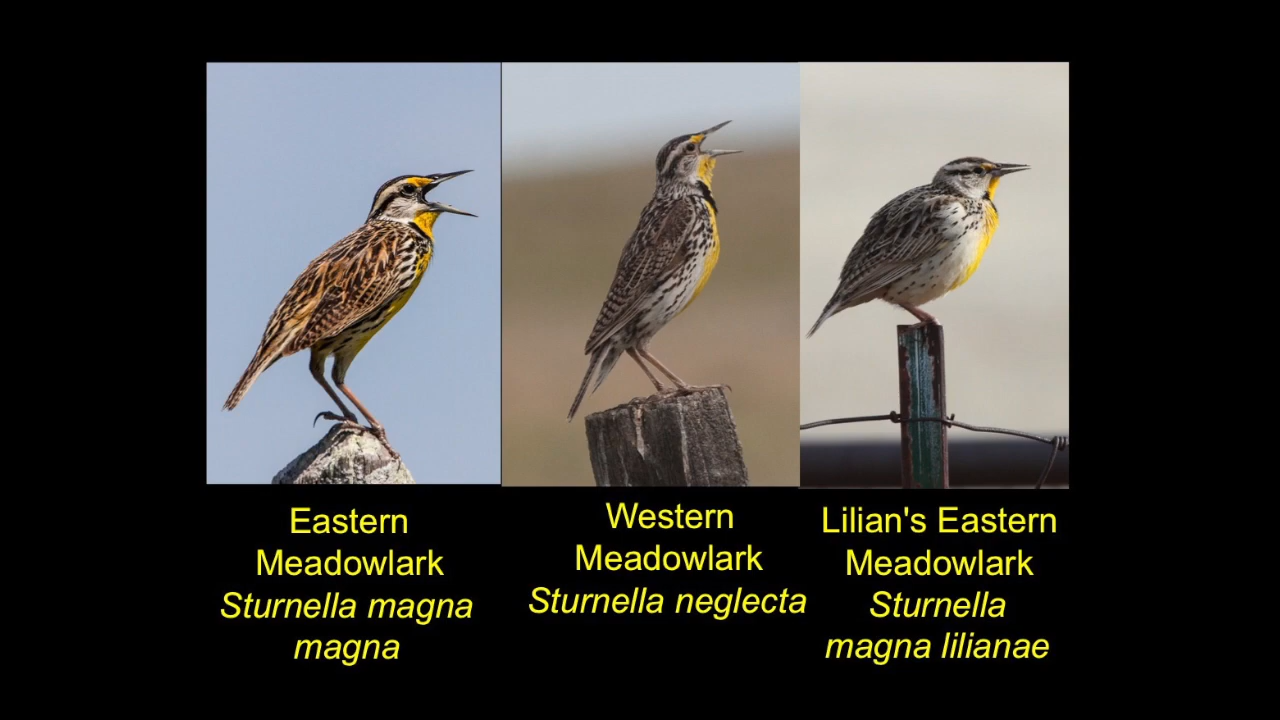 Eastern
Meadowlark
Sturnella magna
magna
Western
Meadowlark
Sturnella neglecta
Lilian's Eastern
Meadowlark
Sturnella
magna lilianae